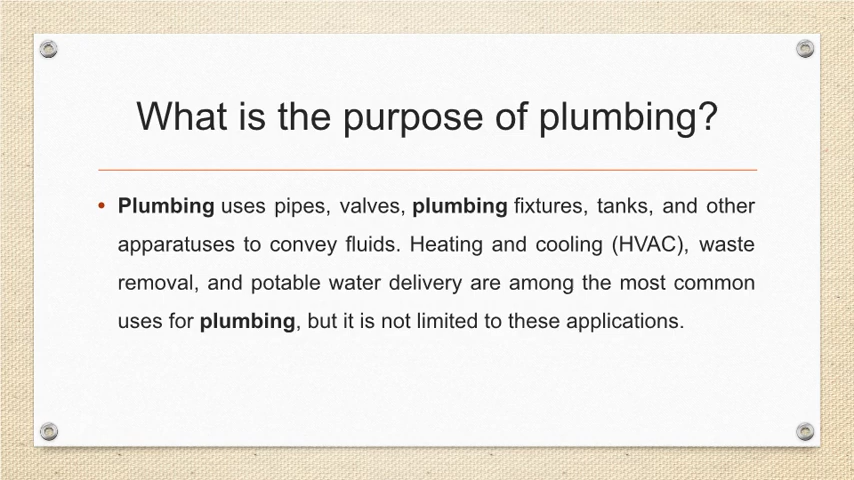 What is the purpose of plumbing?
• Plumbing uses pipes, valves, plumbing fixtures, tanks, and other
apparatuses to convey fluids. Heating and cooling (HVAC), waste
removal, and potable water delivery are among the most common
uses for plumbing, but it is not limited to these applications.